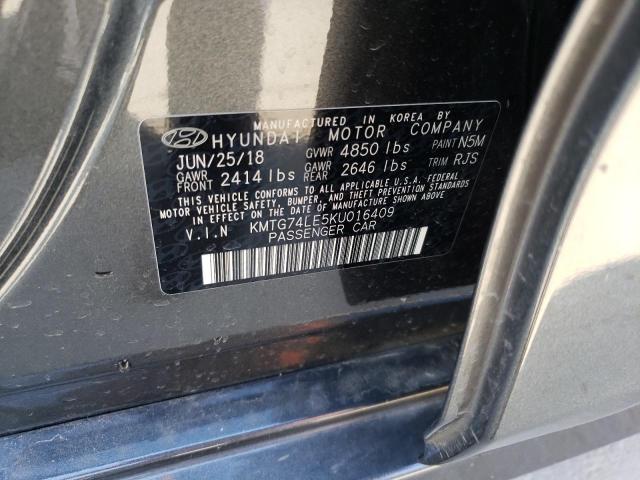 MANUFACTURED IN KOREA BY
HYUNDAI MOTOR COMPANY
JUN/25/18 GVWR 4850 lbs PAINT N5M
GAWR FRONT 2414 lbs GAWR REAR 2646 lbs TRIM RJS
THIS VEHICLE CONFORMS TO ALL APPLICABLE U.S.A. FEDERAL
MOTOR VEHICLE SAFETY, BUMPER, AND THEFT PREVENTION STANDARDS
IN EFFECT ON THE DATE OF MANUFACTURE SHOWN ABOVE.
V.I.N KMTG74LE5KU016409
PASSENGER CAR